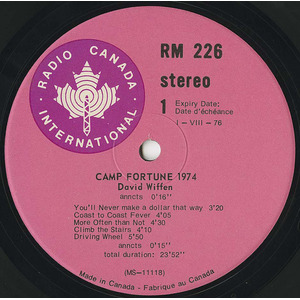 RADIO CANADA
INTERNATIONAL
RM 226
stereo
1 Expiry Date:
Date d'échéance
I - VIII - 76
CAMP FORTUNE 1974
David Wiffen
anncts 0'16"
You'll Never make a dollar that way 3'20
Coast to Coast Fever 4'05
More Often than Not 4'30
Climb the Stairs 4'10
Driving Wheel 5'50
anncts 0'15"
total duration: 23'52"
(MS-11118)
Made in Canada - Fabrique au Canada